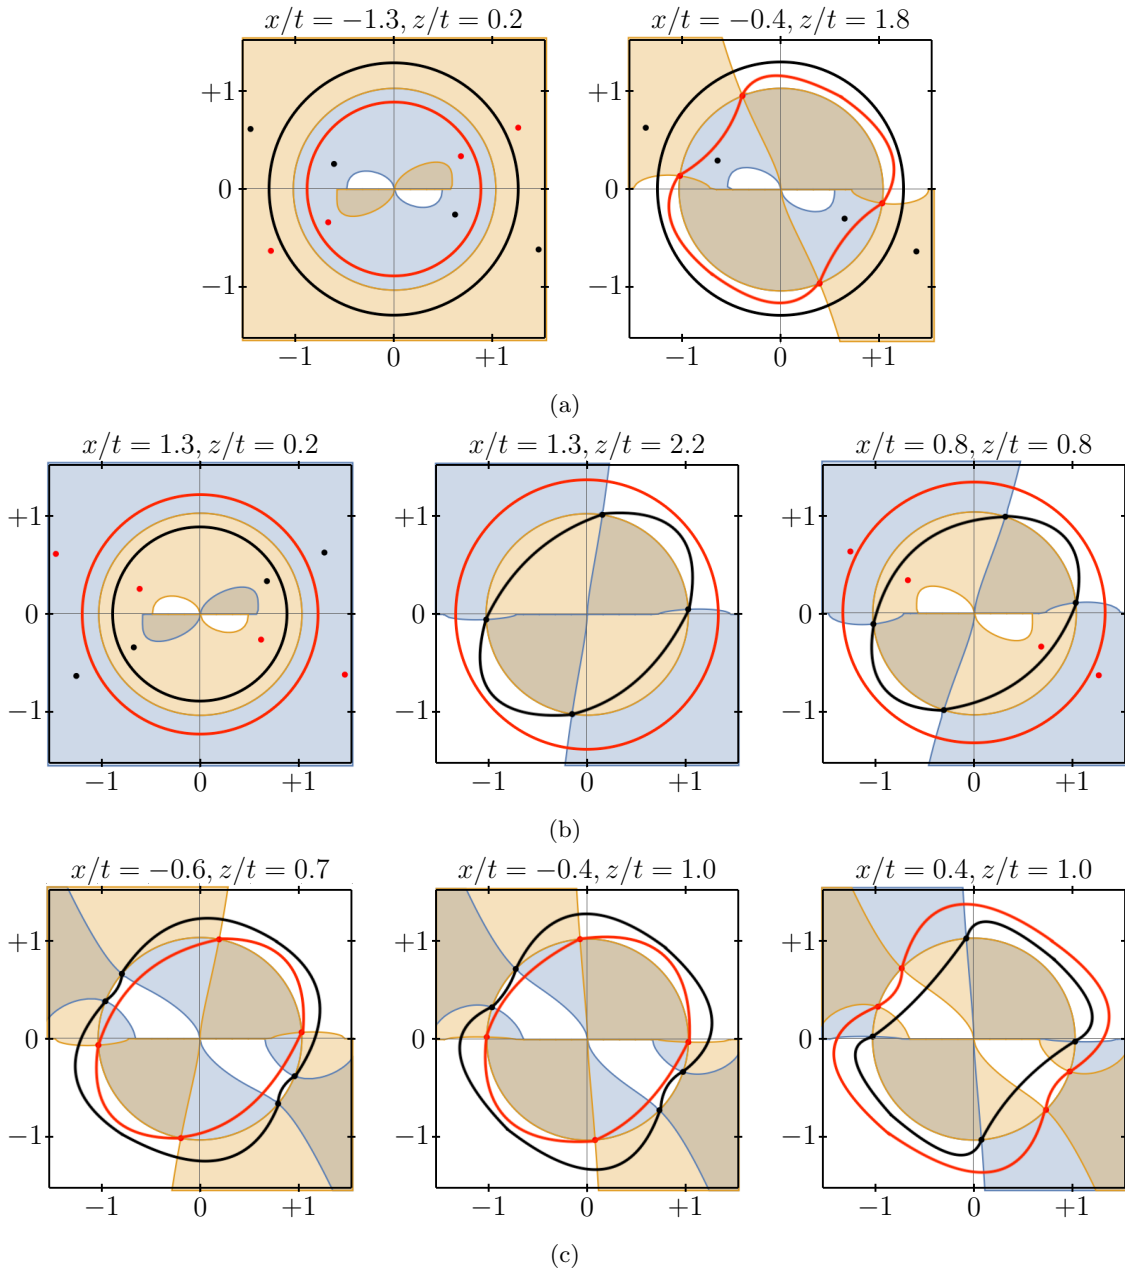 x/t = −1.3, z/t = 0.2
x/t = −0.4, z/t = 1.8
+1
0
−1
−1 0 +1
+1
0
−1
−1 0 +1
(a)
x/t = 1.3, z/t = 0.2
x/t = 1.3, z/t = 2.2
x/t = 0.8, z/t = 0.8
+1
0
−1
−1 0 +1
+1
0
−1
−1 0 +1
+1
0
−1
−1 0 +1
(b)
x/t = −0.6, z/t = 0.7
x/t = −0.4, z/t = 1.0
x/t = 0.4, z/t = 1.0
+1
0
−1
−1 0 +1
+1
0
−1
−1 0 +1
+1
0
−1
−1 0 +1
(c)